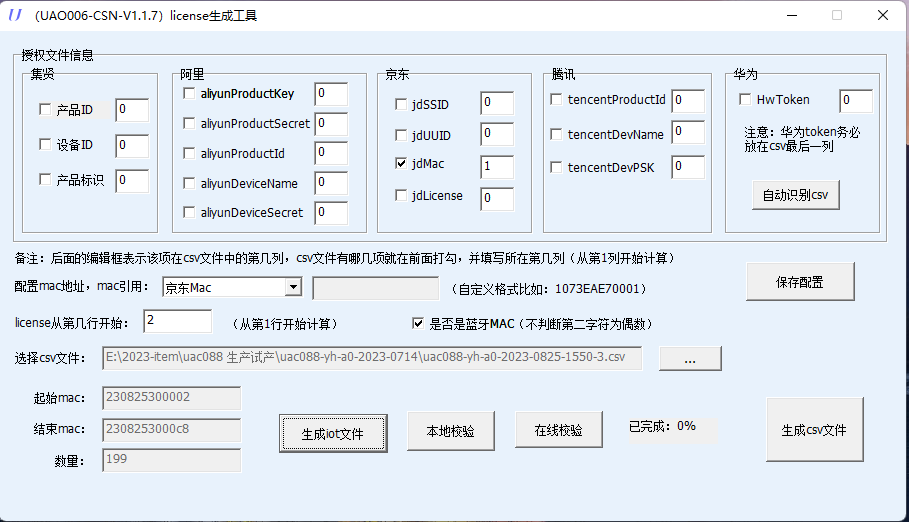 （UAO006-CSN-V1.1.7）license生成工具
授权文件信息
集贤
产品ID 0
设备ID 0
产品标识 0
阿里
aliyunProductKey 0
aliyunProductSecret 0
aliyunProductId 0
aliyunDeviceName 0
aliyunDeviceSecret 0
京东
jdSSID 0
jdUUID 0
jdMac 1
jdLicense 0
腾讯
tencentProductId 0
tencentDevName 0
tencentDevPSK 0
华为
HwToken 0
注意：华为token务必
放在csv最后一列
自动识别csv
备注：后面的编辑框表示该项在csv文件中的第几列，csv文件有哪几项就在前面打勾，并填写所在第几列（从第1列开始计算）
配置mac地址，mac引用： 京东Mac （自定义格式比如：1073EAE70001）
保存配置
license从第几行开始： 2 （从第1行开始计算） 是否是蓝牙MAC（不判断第二字符为偶数）
选择csv文件： E:\2023-item\uac088 生产试产\uac088-yh-a0-2023-0714\uac088-yh-a0-2023-0825-1550-3.csv ...
起始mac： 230825300002
结束mac： 2308253000c8
数量： 199
生成iot文件
本地校验
在线校验
已完成：0%
生成csv文件